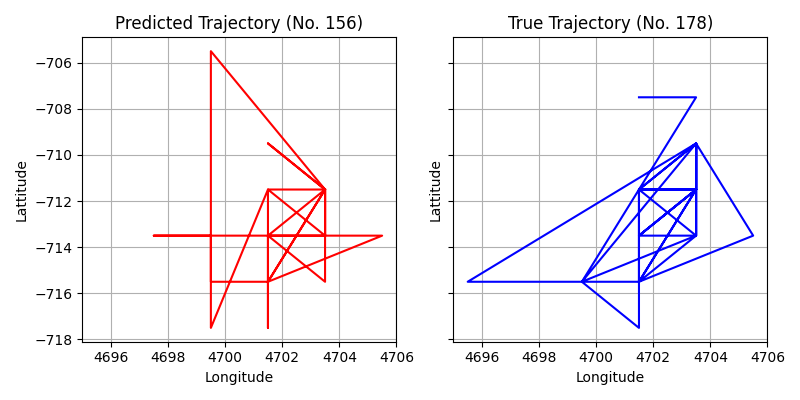 Predicted Trajectory (No. 156)
True Trajectory (No. 178)
−706
−708
−710
−712
−714
−716
−718
Lattitude
Lattitude
4696 4698 4700 4702 4704 4706
4696 4698 4700 4702 4704 4706
Longitude
Longitude